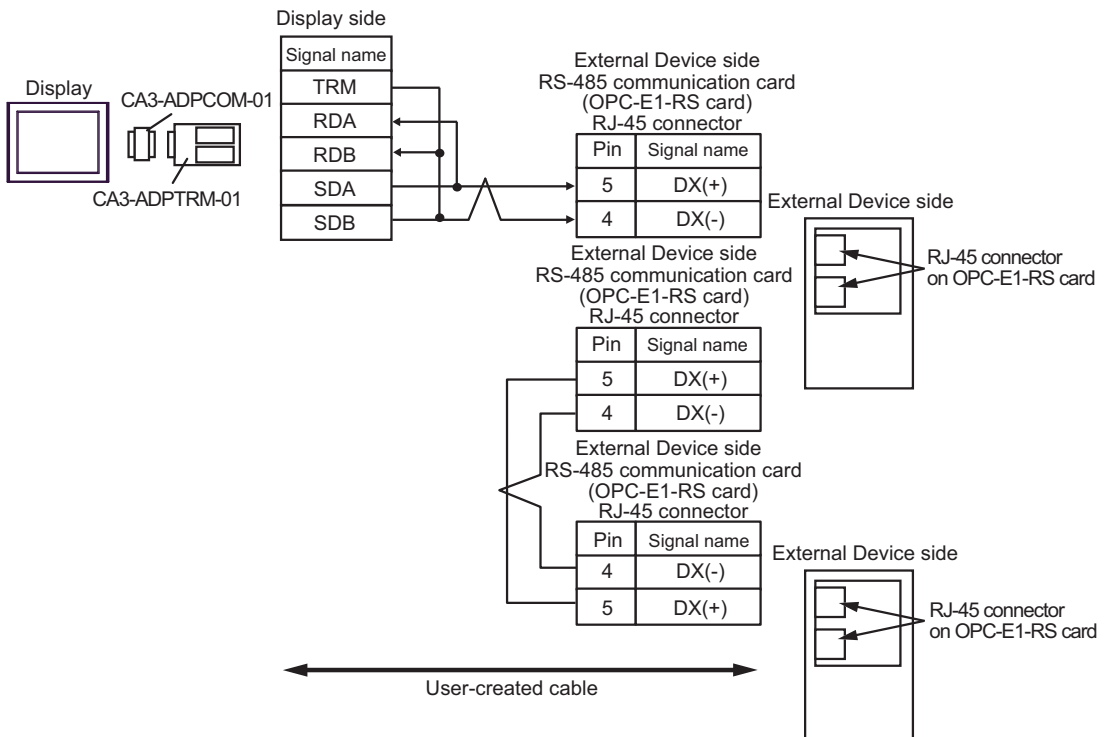 Display side
Signal name
TRM
RDA
RDB
SDA
SDB
Display
CA3-ADPCOM-01
CA3-ADPTRM-01
External Device side
RS-485 communication card
(OPC-E1-RS card)
RJ-45 connector
Pin Signal name
5 DX(+)
4 DX(-)
External Device side
RJ-45 connector
on OPC-E1-RS card
External Device side
RS-485 communication card
(OPC-E1-RS card)
RJ-45 connector
Pin Signal name
5 DX(+)
4 DX(-)
External Device side
RS-485 communication card
(OPC-E1-RS card)
RJ-45 connector
Pin Signal name
4 DX(-)
5 DX(+)
External Device side
RJ-45 connector
on OPC-E1-RS card
User-created cable